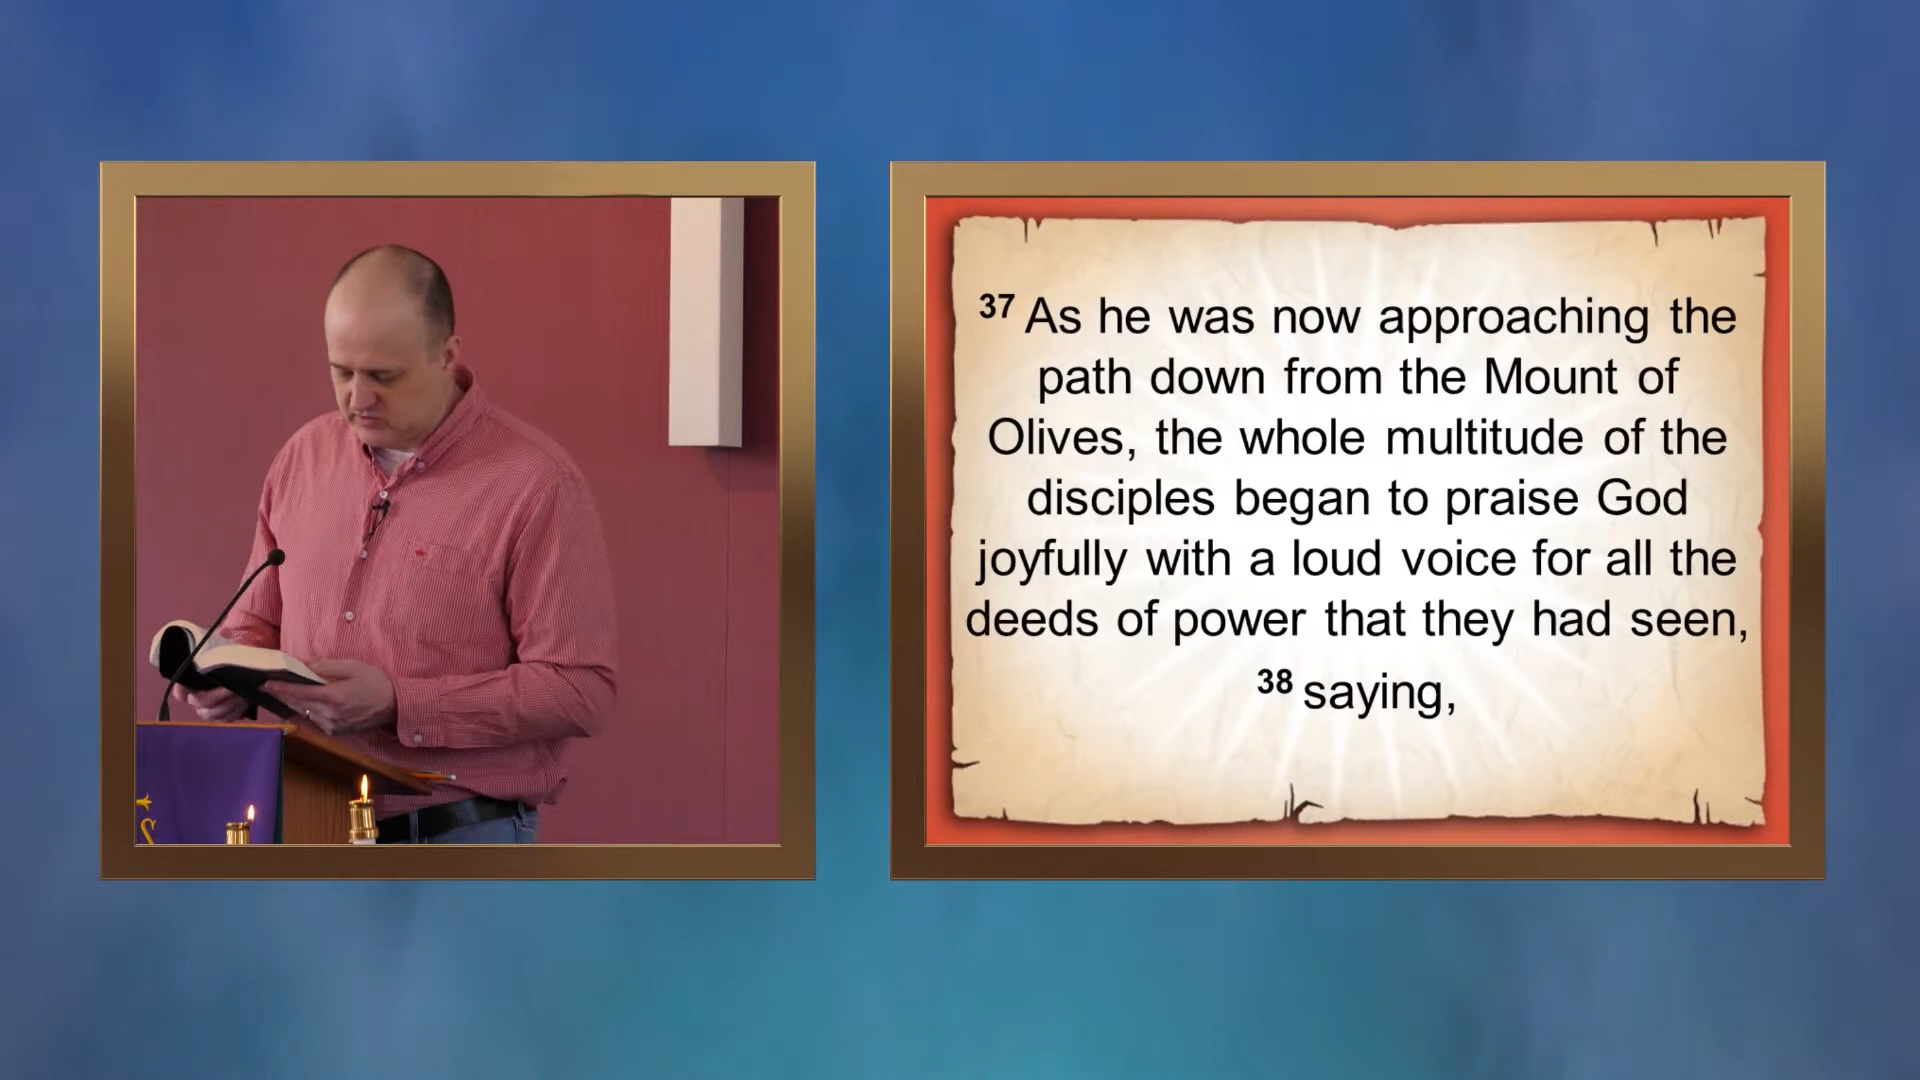 37 As he was now approaching the
path down from the Mount of
Olives, the whole multitude of the
disciples began to praise God
joyfully with a loud voice for all the
deeds of power that they had seen,
38 saying,